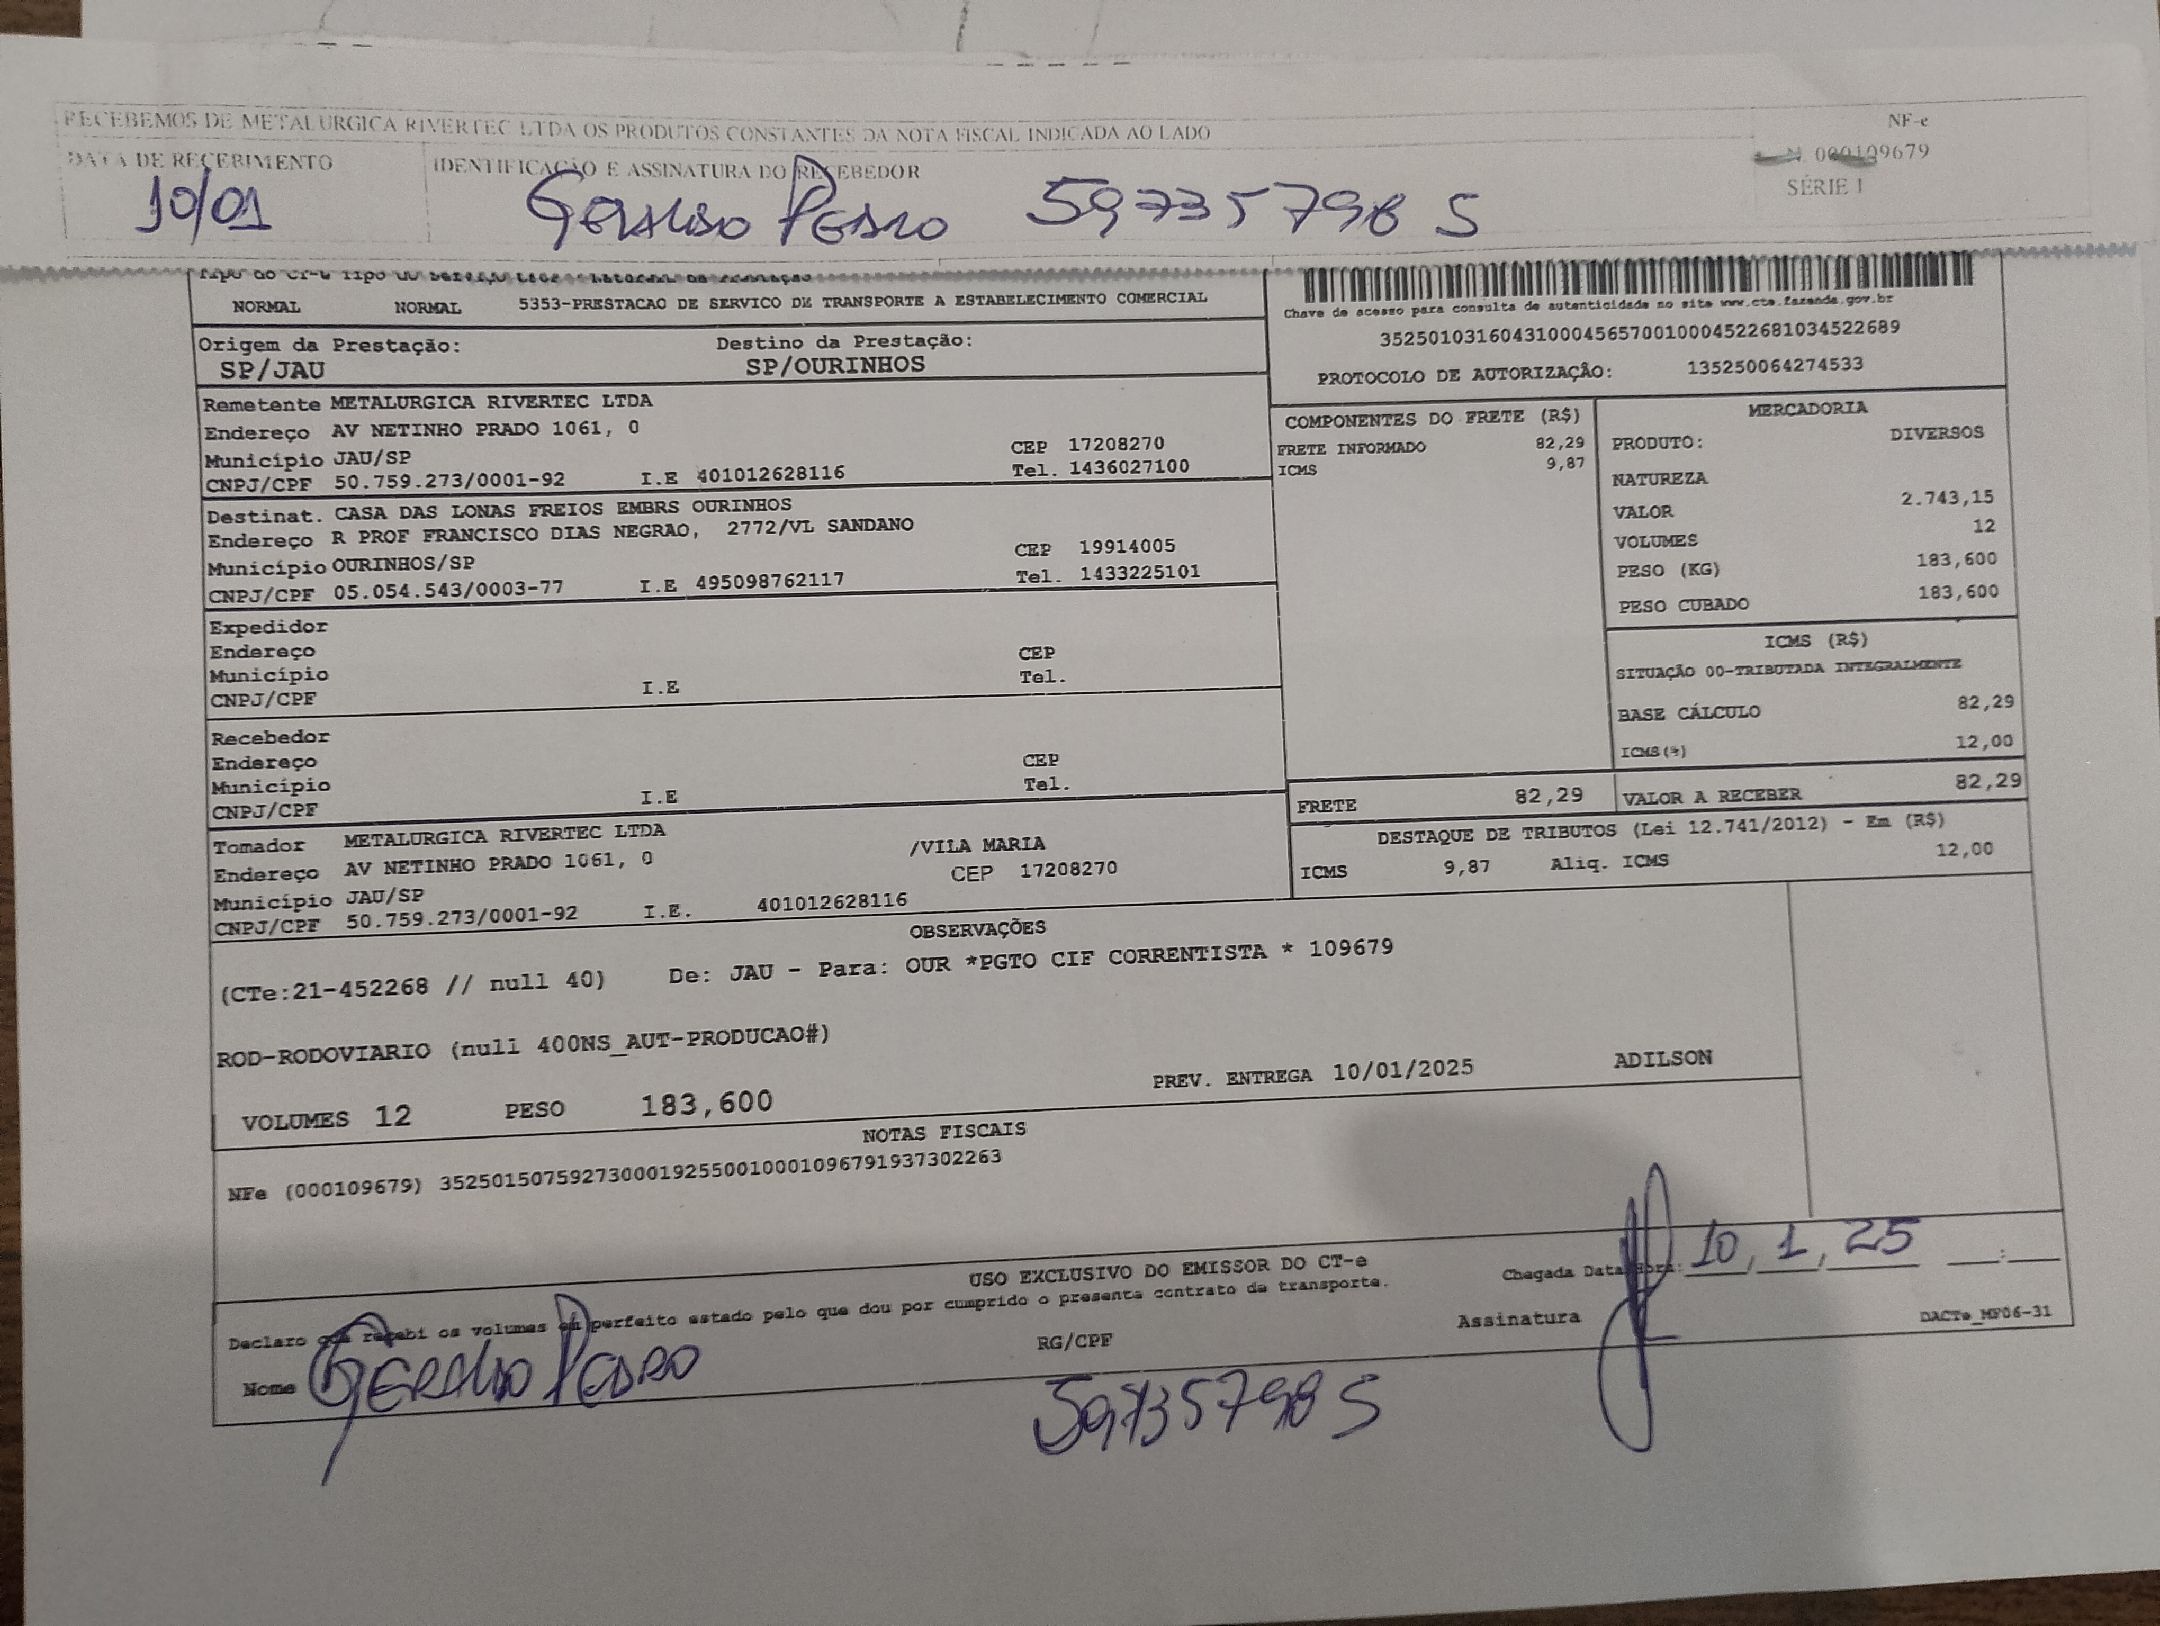 RECEBEMOS DE METALURGICA RIVERTEC LTDA OS PRODUTOS CONSTANTES DA NOTA FISCAL INDICADA AO LADO
NF-e
DATA DE RECEBIMENTO IDENTIFICAÇÃO E ASSINATURA DO RECEBEDOR
N. 000109679
SÉRIE 1
10/01 GERALDO PEDRO 59735798 5
NORMAL NORMAL 5353-PRESTACAO DE SERVICO DE TRANSPORTE A ESTABELECIMENTO COMERCIAL
Chave de acesso para consulta de autenticidade no site www.cte.fazenda.gov.br
35250103160431000456570010004522681034522689
PROTOCOLO DE AUTORIZAÇÃO: 135250064274533
Origem da Prestação: Destino da Prestação:
SP/JAU SP/OURINHOS
Remetente METALURGICA RIVERTEC LTDA
Endereço AV NETINHO PRADO 1061, 0
Município JAU/SP CEP 17208270
CNPJ/CPF 50.759.273/0001-92 I.E 401012628116 Tel. 1436027100
Destinat. CASA DAS LONAS FREIOS EMBRS OURINHOS
Endereço R PROF FRANCISCO DIAS NEGRAO, 2772/VL SANDANO
Município OURINHOS/SP CEP 19914005
CNPJ/CPF 05.054.543/0003-77 I.E 495098762117 Tel. 1433225101
Expedidor
Endereço
Município CEP
CNPJ/CPF I.E Tel.
Recebedor
Endereço
Município CEP
CNPJ/CPF I.E Tel.
Tomador METALURGICA RIVERTEC LTDA
Endereço AV NETINHO PRADO 1061, 0 /VILA MARIA
Município JAU/SP CEP 17208270
CNPJ/CPF 50.759.273/0001-92 I.E. 401012628116
COMPONENTES DO FRETE (R$)
FRETE INFORMADO 82,29
ICMS 9,87
MERCADORIA
PRODUTO: DIVERSOS
NATUREZA
VALOR 2.743,15
VOLUMES 12
PESO (KG) 183,600
PESO CUBADO 183,600
ICMS (R$)
SITUAÇÃO 00-TRIBUTADA INTEGRALMENTE
BASE CÁLCULO 82,29
ICMS(%) 12,00
FRETE 82,29 VALOR A RECEBER 82,29
DESTAQUE DE TRIBUTOS (Lei 12.741/2012) - Em (R$)
ICMS 9,87 Aliq. ICMS 12,00
OBSERVAÇÕES
(CTe:21-452268 // null 40) De: JAU - Para: OUR *PGTO CIF CORRENTISTA * 109679
ROD-RODOVIARIO (null 400NS_AUT-PRODUCAO#)
PREV. ENTREGA 10/01/2025 ADILSON
VOLUMES 12 PESO 183,600
NOTAS FISCAIS
NFe (000109679) 35250150759273000192550010001096791937302263
USO EXCLUSIVO DO EMISSOR DO CT-e
Chegada Data/Hora: 10, 1, 25 :
Declaro que recebi os volumes em perfeito estado pelo que dou por cumprido o presente contrato de transporte.
Nome GERALDO PEDRO RG/CPF 59735798 5 Assinatura
DACTe_MP06-31